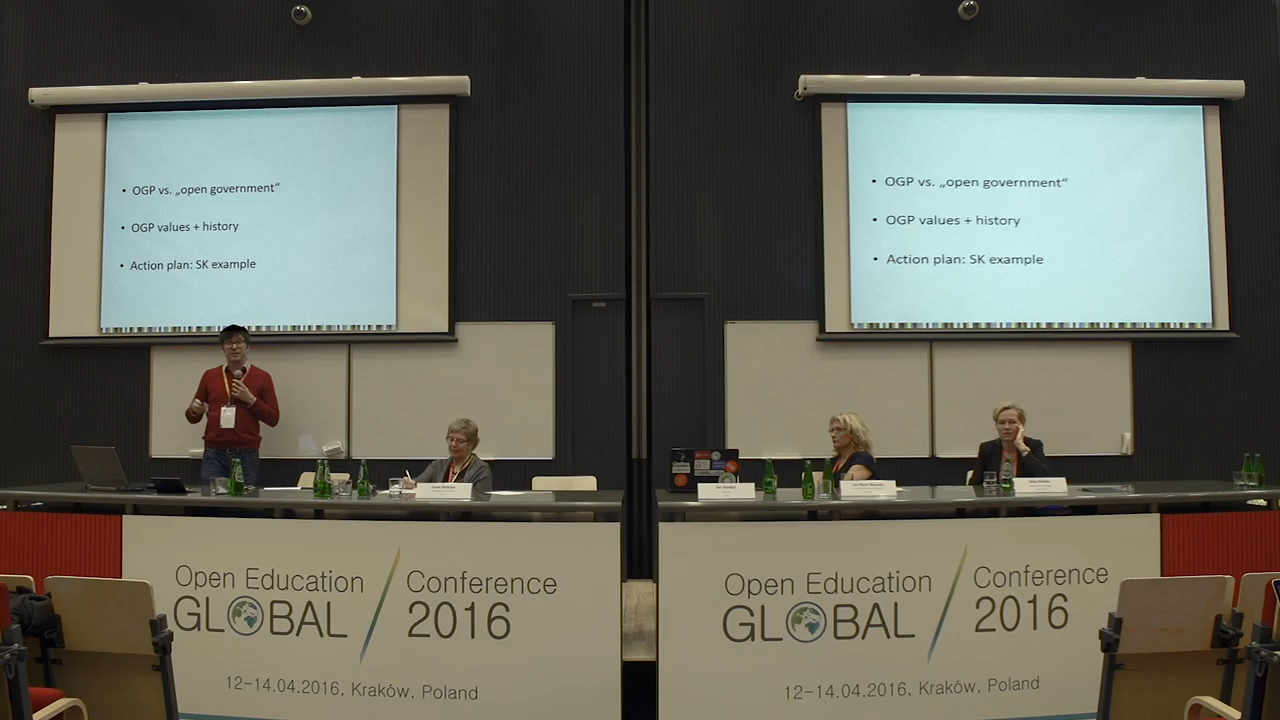 • OGP vs. „open government“
• OGP values + history
• Action plan: SK example
• OGP vs. „open government“
• OGP values + history
• Action plan: SK example
Open Education
GLOBAL
Conference
2016
12-14.04.2016, Kraków, Poland
Open Education
GLOBAL
Conference
2016
12-14.04.2016, Kraków, Poland